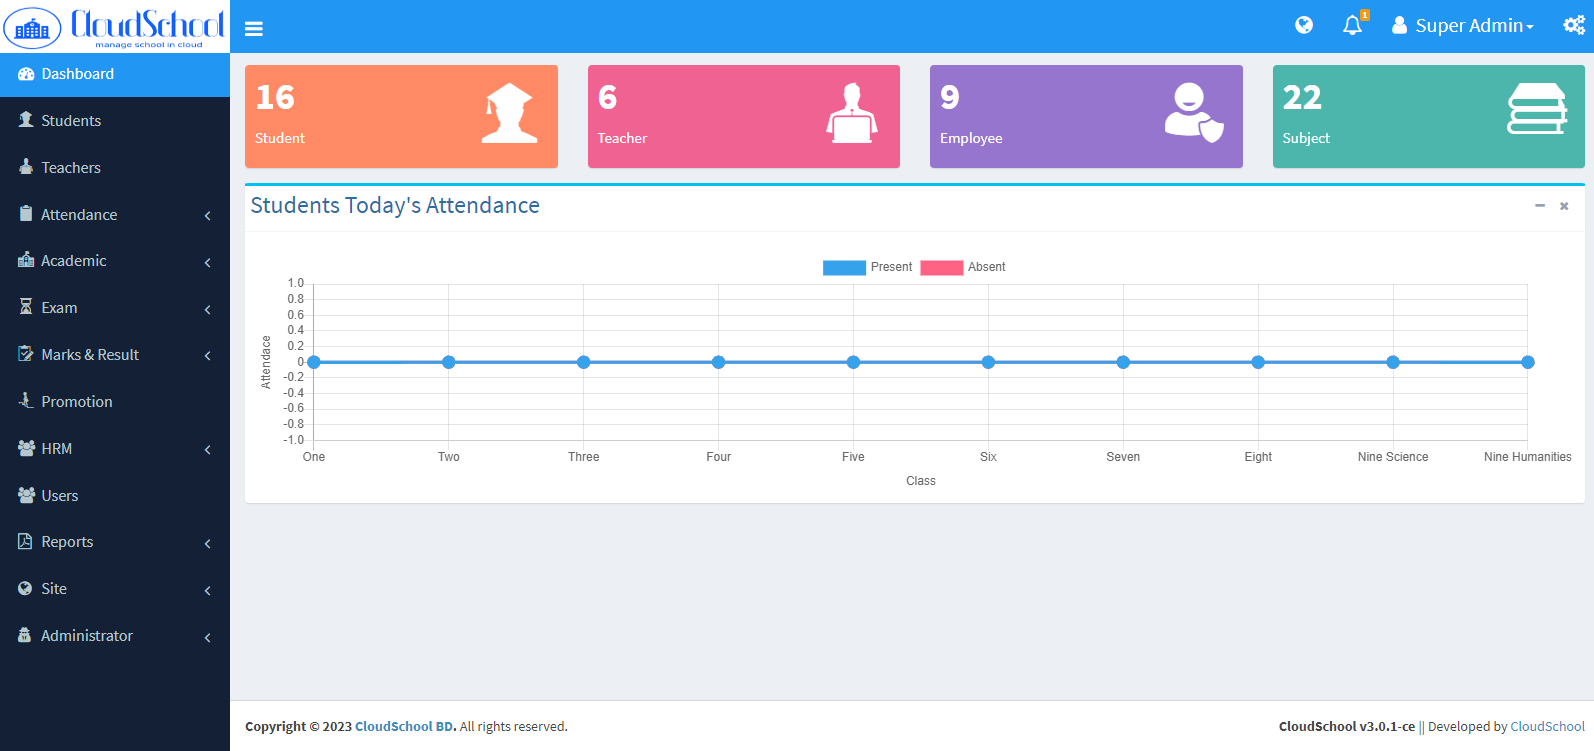 CloudSchool
manage school in cloud
1
Super Admin
Dashboard
Students
Teachers
Attendance
Academic
Exam
Marks & Result
Promotion
HRM
Users
Reports
Site
Administrator
16
Student
6
Teacher
9
Employee
22
Subject
Students Today's Attendance
Present Absent
Attendace
1.0
0.8
0.6
0.4
0.2
0
-0.2
-0.4
-0.6
-0.8
-1.0
One Two Three Four Five Six Seven Eight Nine Science Nine Humanities
Class
Copyright © 2023 CloudSchool BD. All rights reserved.
CloudSchool v3.0.1-ce || Developed by CloudSchool